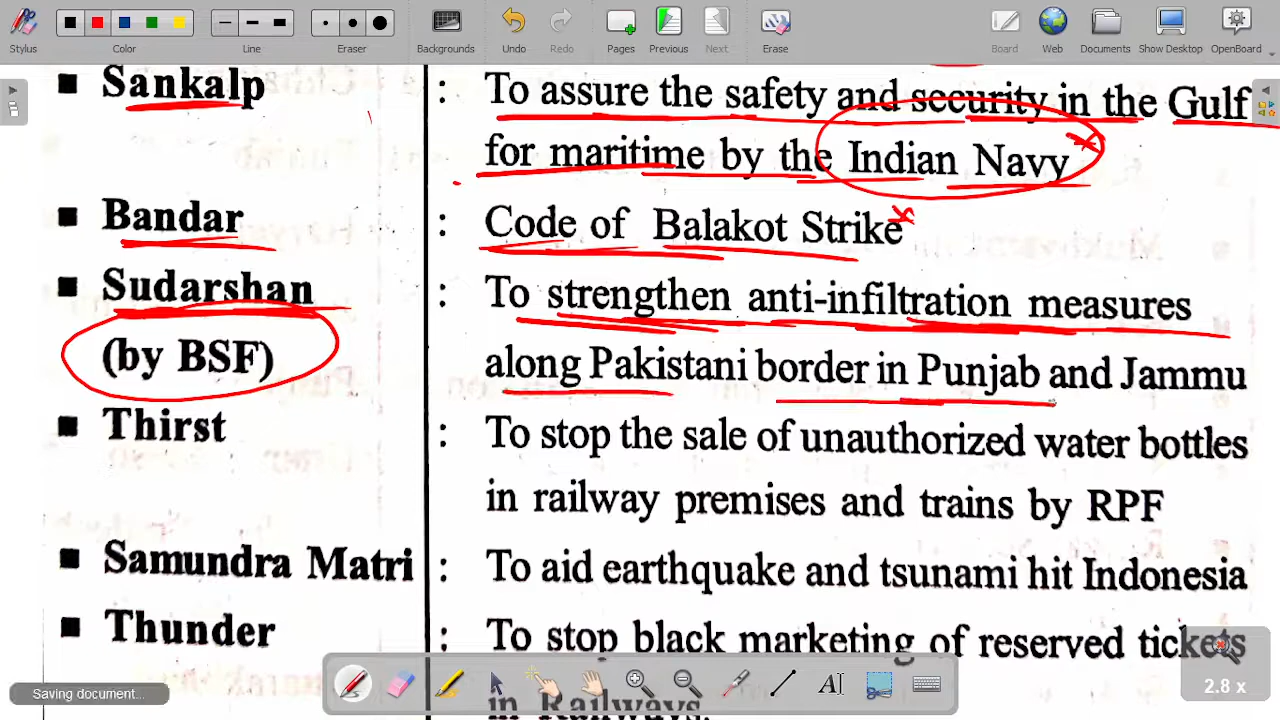 Stylus
Color
Line
Eraser
Backgrounds
Undo
Redo
Pages
Previous
Next
Erase
Board
Web
Documents
Show Desktop
OpenBoard
■ Sankalp : To assure the safety and security in the Gulf
for maritime by the Indian Navy
■ Bandar : Code of Balakot Strike
■ Sudarshan : To strengthen anti-infiltration measures
(by BSF) along Pakistani border in Punjab and Jammu
■ Thirst : To stop the sale of unauthorized water bottles
in railway premises and trains by RPF
■ Samundra Matri : To aid earthquake and tsunami hit Indonesia
■ Thunder : To stop black marketing of reserved tickets
in Railways.
Saving document...
2.8 x